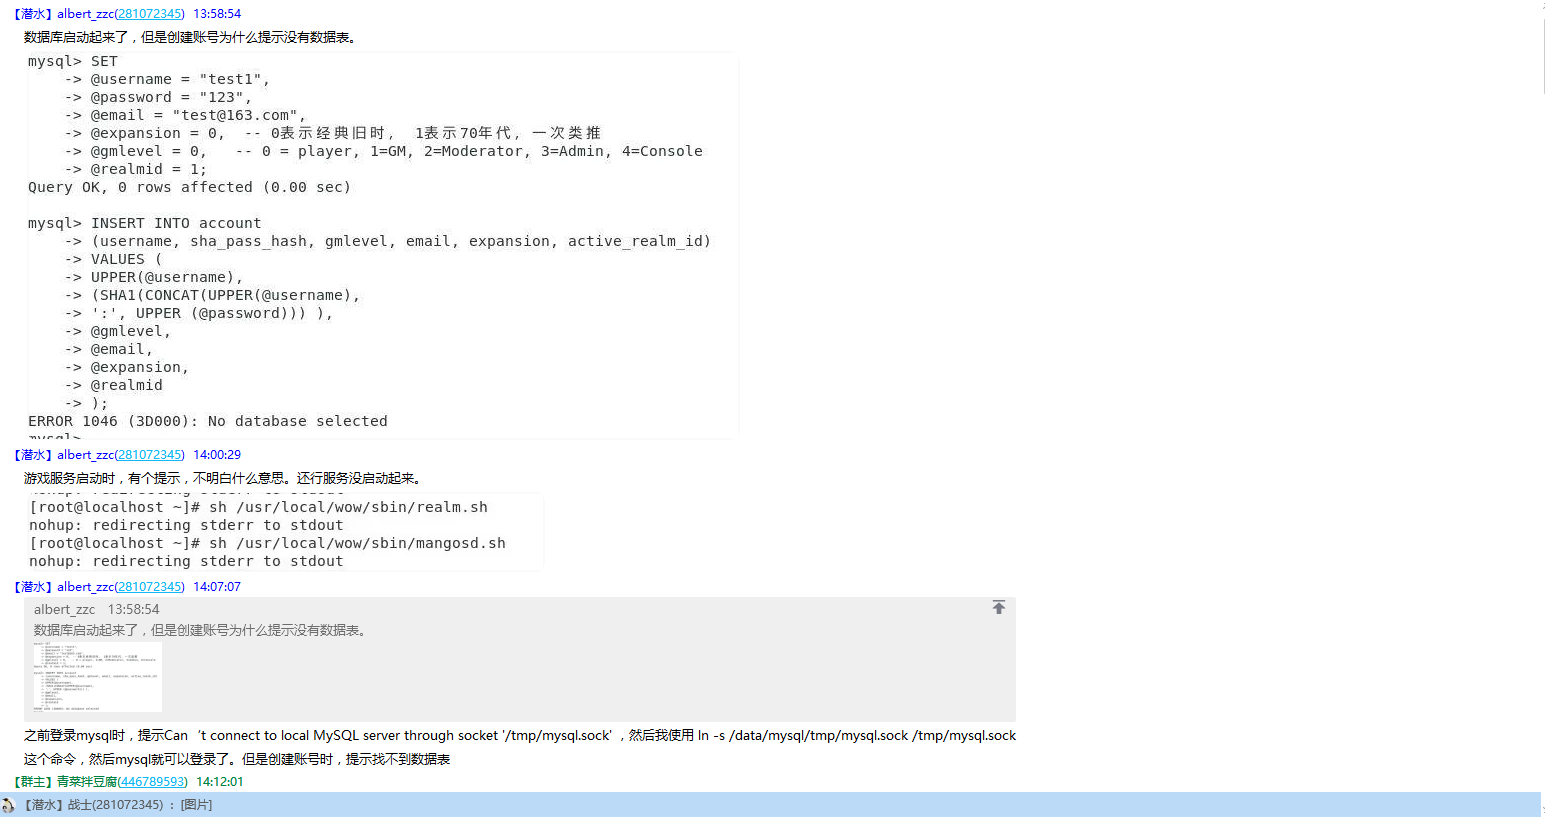 【潜水】albert_zzc(281072345)  13:58:54
数据库启动起来了，但是创建账号为什么提示没有数据表。
mysql> SET
    -> @username = "test1",
    -> @password = "123",
    -> @email = "test@163.com",
    -> @expansion = 0,  -- 0表示经典旧时， 1表示70年代，一次类推
    -> @gmlevel = 0,   -- 0 = player, 1=GM, 2=Moderator, 3=Admin, 4=Console
    -> @realmid = 1;
Query OK, 0 rows affected (0.00 sec)
mysql> INSERT INTO account
    -> (username, sha_pass_hash, gmlevel, email, expansion, active_realm_id)
    -> VALUES (
    -> UPPER(@username),
    -> (SHA1(CONCAT(UPPER(@username),
    -> ':', UPPER (@password))) ),
    -> @gmlevel,
    -> @email,
    -> @expansion,
    -> @realmid
    -> );
ERROR 1046 (3D000): No database selected
mysql>
【潜水】albert_zzc(281072345)  14:00:29
游戏服务启动时，有个提示，不明白什么意思。还行服务没启动起来。
nohup: redirecting stderr to stdout
[root@localhost ~]# sh /usr/local/wow/sbin/realm.sh
nohup: redirecting stderr to stdout
[root@localhost ~]# sh /usr/local/wow/sbin/mangosd.sh
nohup: redirecting stderr to stdout
【潜水】albert_zzc(281072345)  14:07:07
albert_zzc  13:58:54
数据库启动起来了，但是创建账号为什么提示没有数据表。
之前登录mysql时，提示Can‘t connect to local MySQL server through socket '/tmp/mysql.sock' ，然后我使用 ln -s /data/mysql/tmp/mysql.sock /tmp/mysql.sock
这个命令，然后mysql就可以登录了。但是创建账号时，提示找不到数据表
【群主】青菜拌豆腐(446789593)  14:12:01
【潜水】战士(281072345) ：[图片]